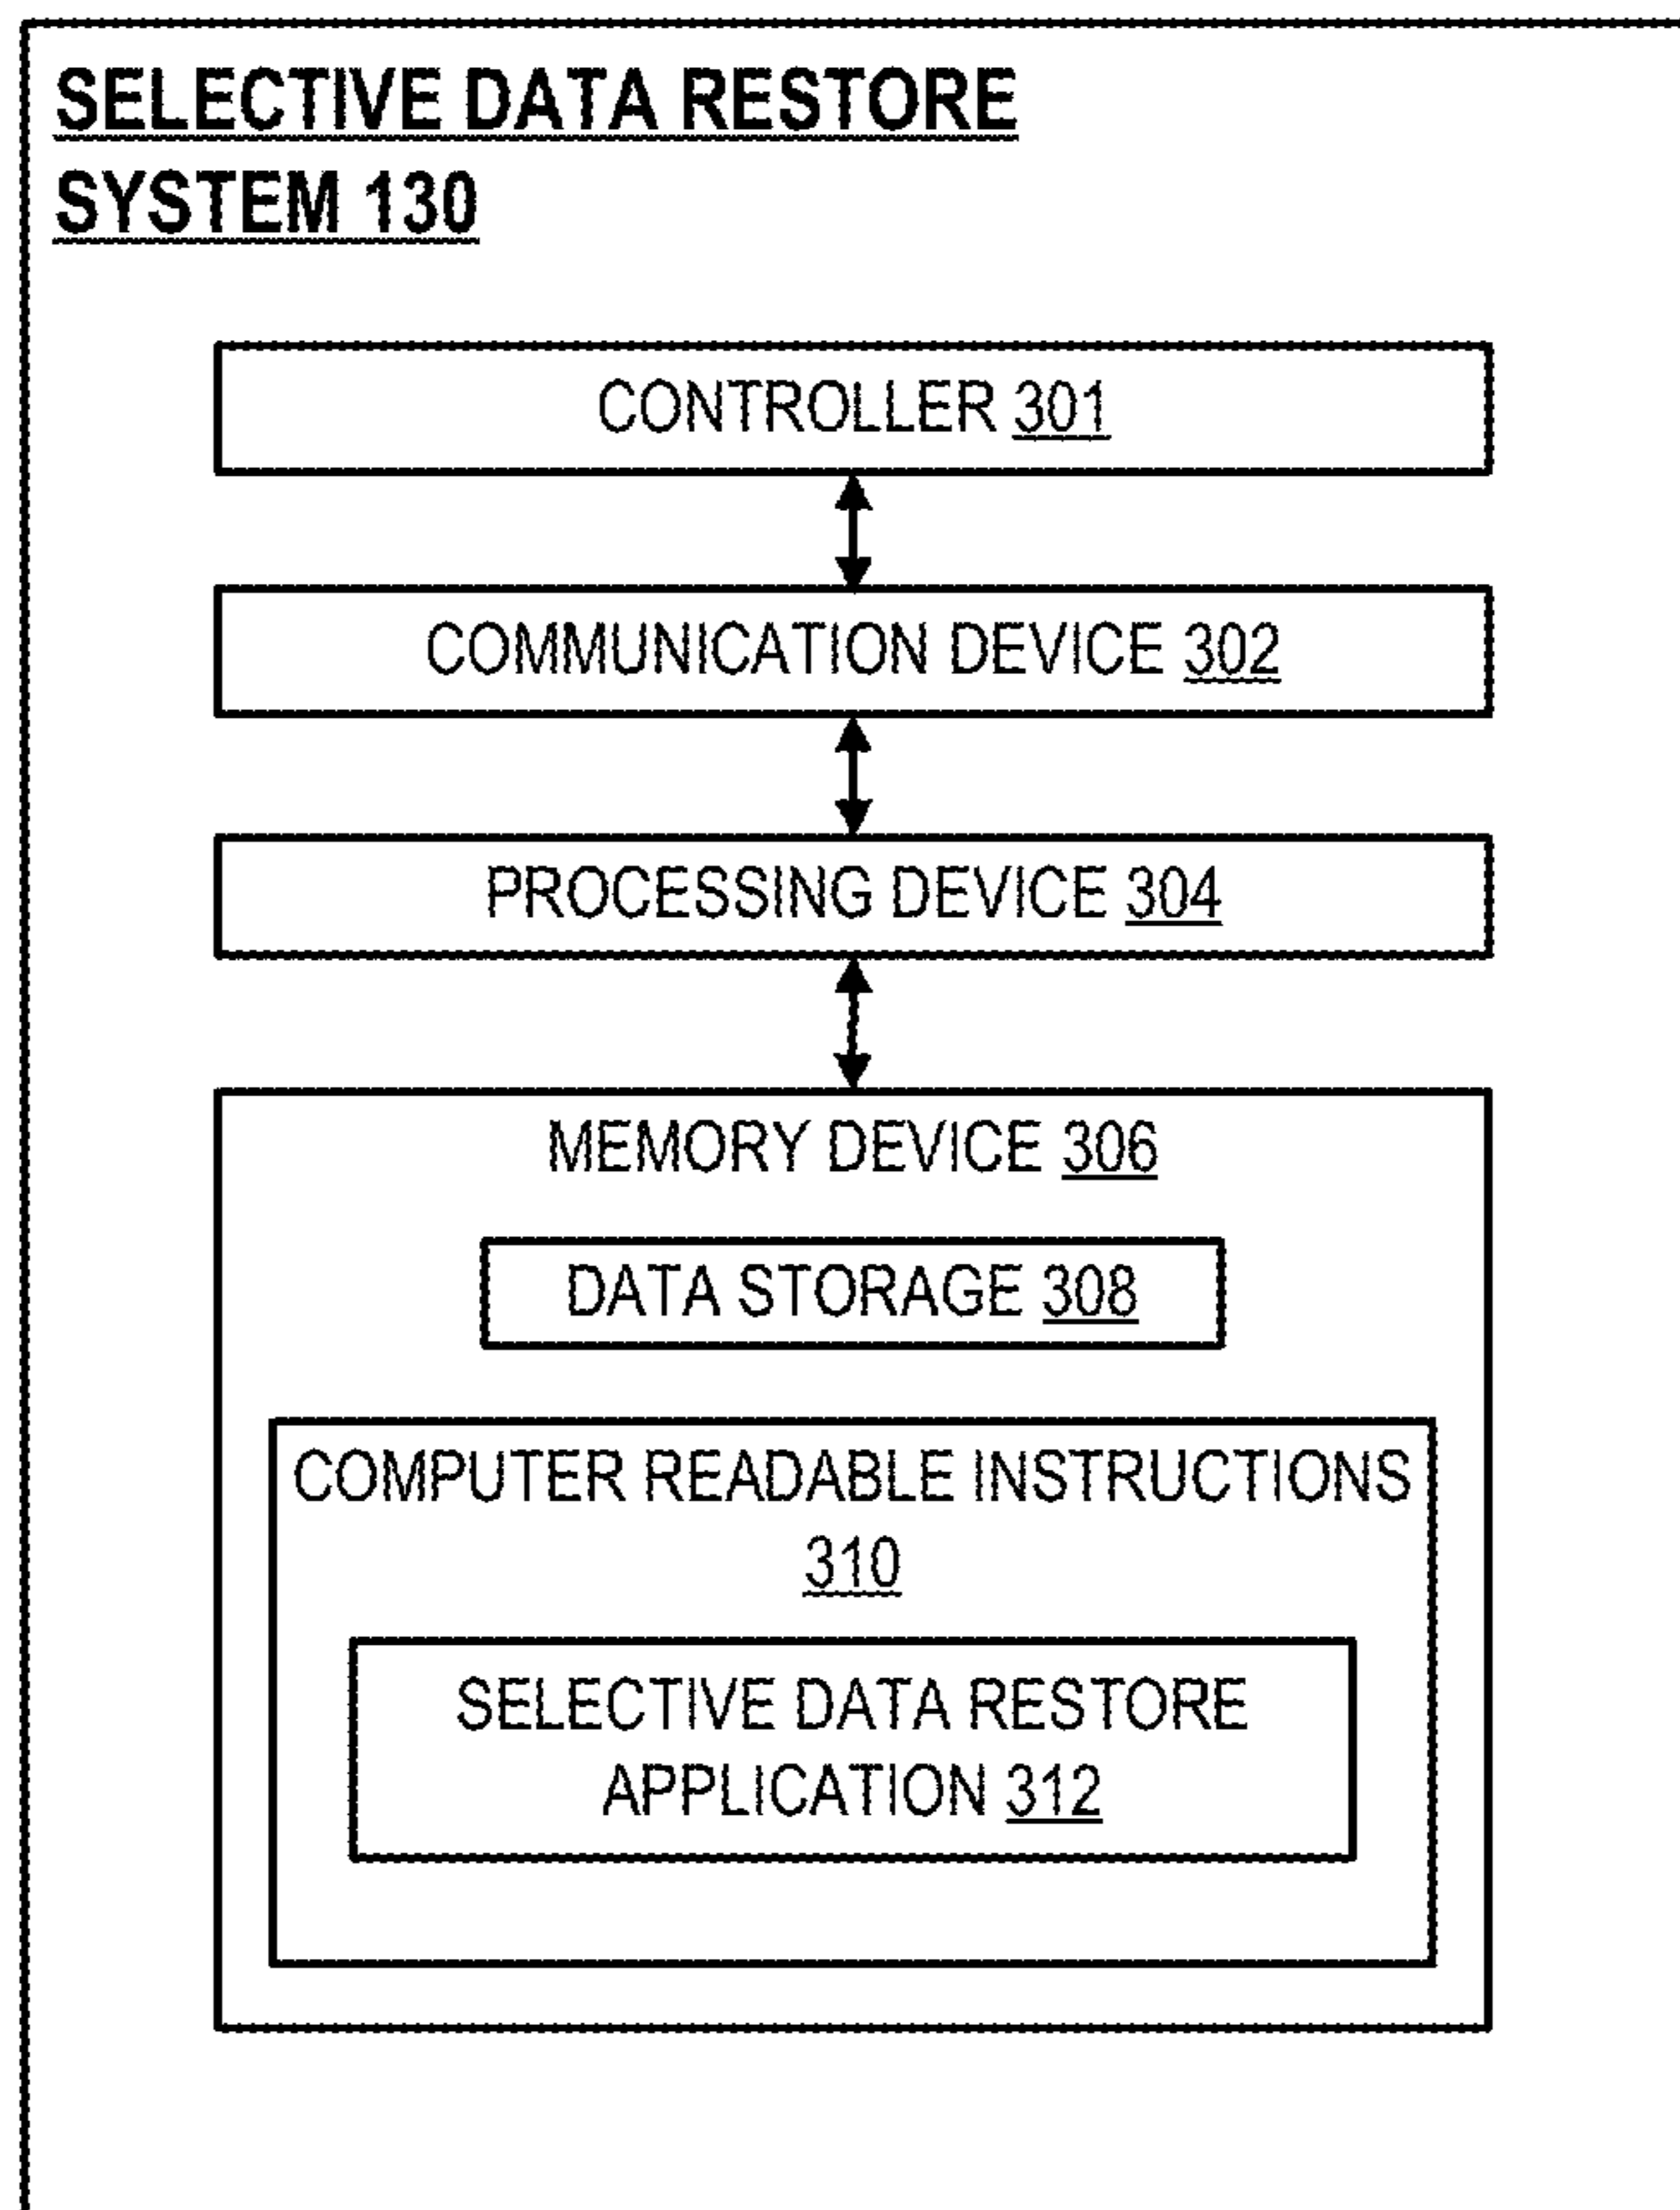 SELECTIVE DATA RESTORE
SYSTEM 130
CONTROLLER 301
COMMUNICATION DEVICE 302
PROCESSING DEVICE 304
MEMORY DEVICE 306
DATA STORAGE 308
COMPUTER READABLE INSTRUCTIONS
310
SELECTIVE DATA RESTORE
APPLICATION 312